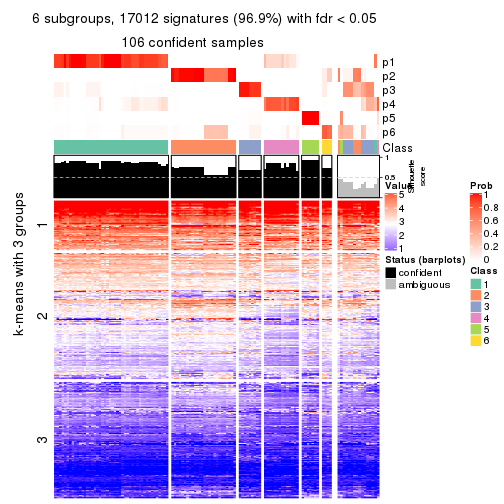 6 subgroups, 17012 signatures (96.9%) with fdr < 0.05
106 confident samples
p1
p2
p3
p4
p5
p6
Class
1
0.5
0
Silhouette
score
k-means with 3 groups
1
2
3
Value
5
4
3
2
1
Status (barplots)
confident
ambiguous
Prob
1
0.8
0.6
0.4
0.2
0
Class
1
2
3
4
5
6